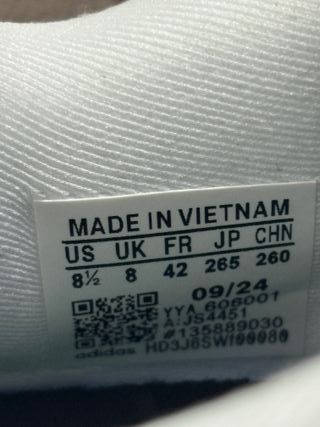 MADE IN VIETNAM
US UK FR JP CHN
8½ 8 42 265 260
09/24
YYA 606001
A:JS4451
#135889030
adidas HD3J6SWf00080